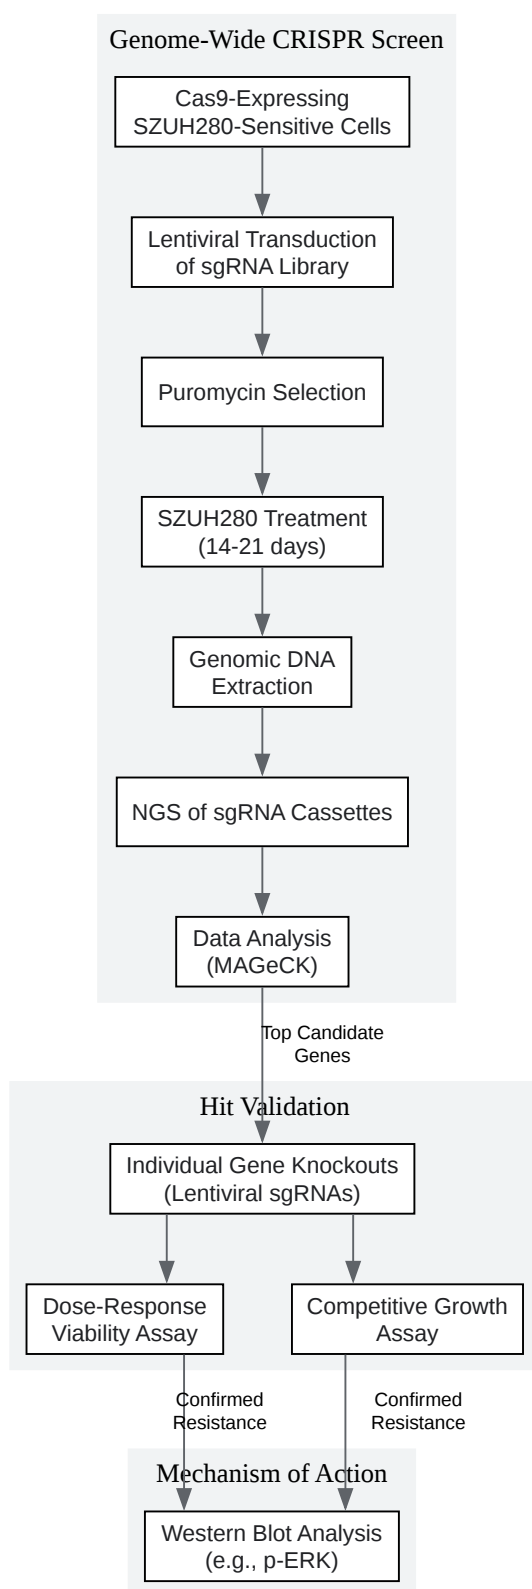 Genome-Wide CRISPR Screen
Cas9-Expressing
SZUH280-Sensitive Cells
Lentiviral Transduction
of sgRNA Library
Puromycin Selection
SZUH280 Treatment
(14-21 days)
Genomic DNA
Extraction
NGS of sgRNA Cassettes
Data Analysis
(MAGeCK)
Top Candidate
Genes
Hit Validation
Individual Gene Knockouts
(Lentiviral sgRNAs)
Dose-Response
Viability Assay
Competitive Growth
Assay
Confirmed
Resistance
Confirmed
Resistance
Mechanism of Action
Western Blot Analysis
(e.g., p-ERK)